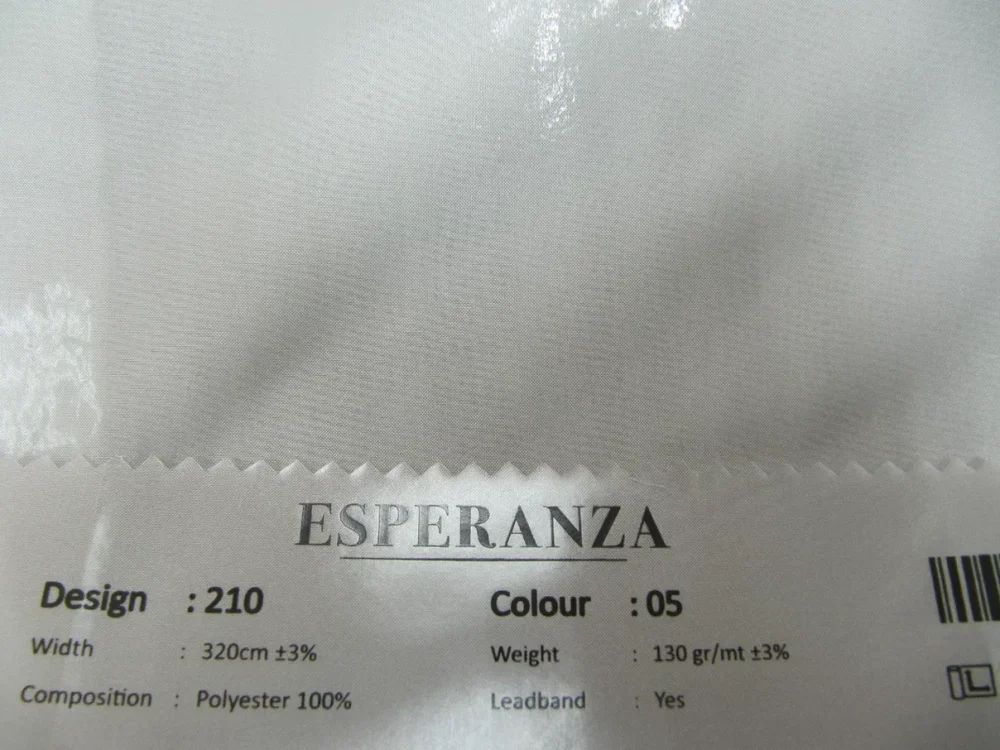 ESPERANZA
Design : 210 Colour : 05
Width : 320cm ±3% Weight : 130 gr/mt ±3%
Composition : Polyester 100% Leadband : Yes
L